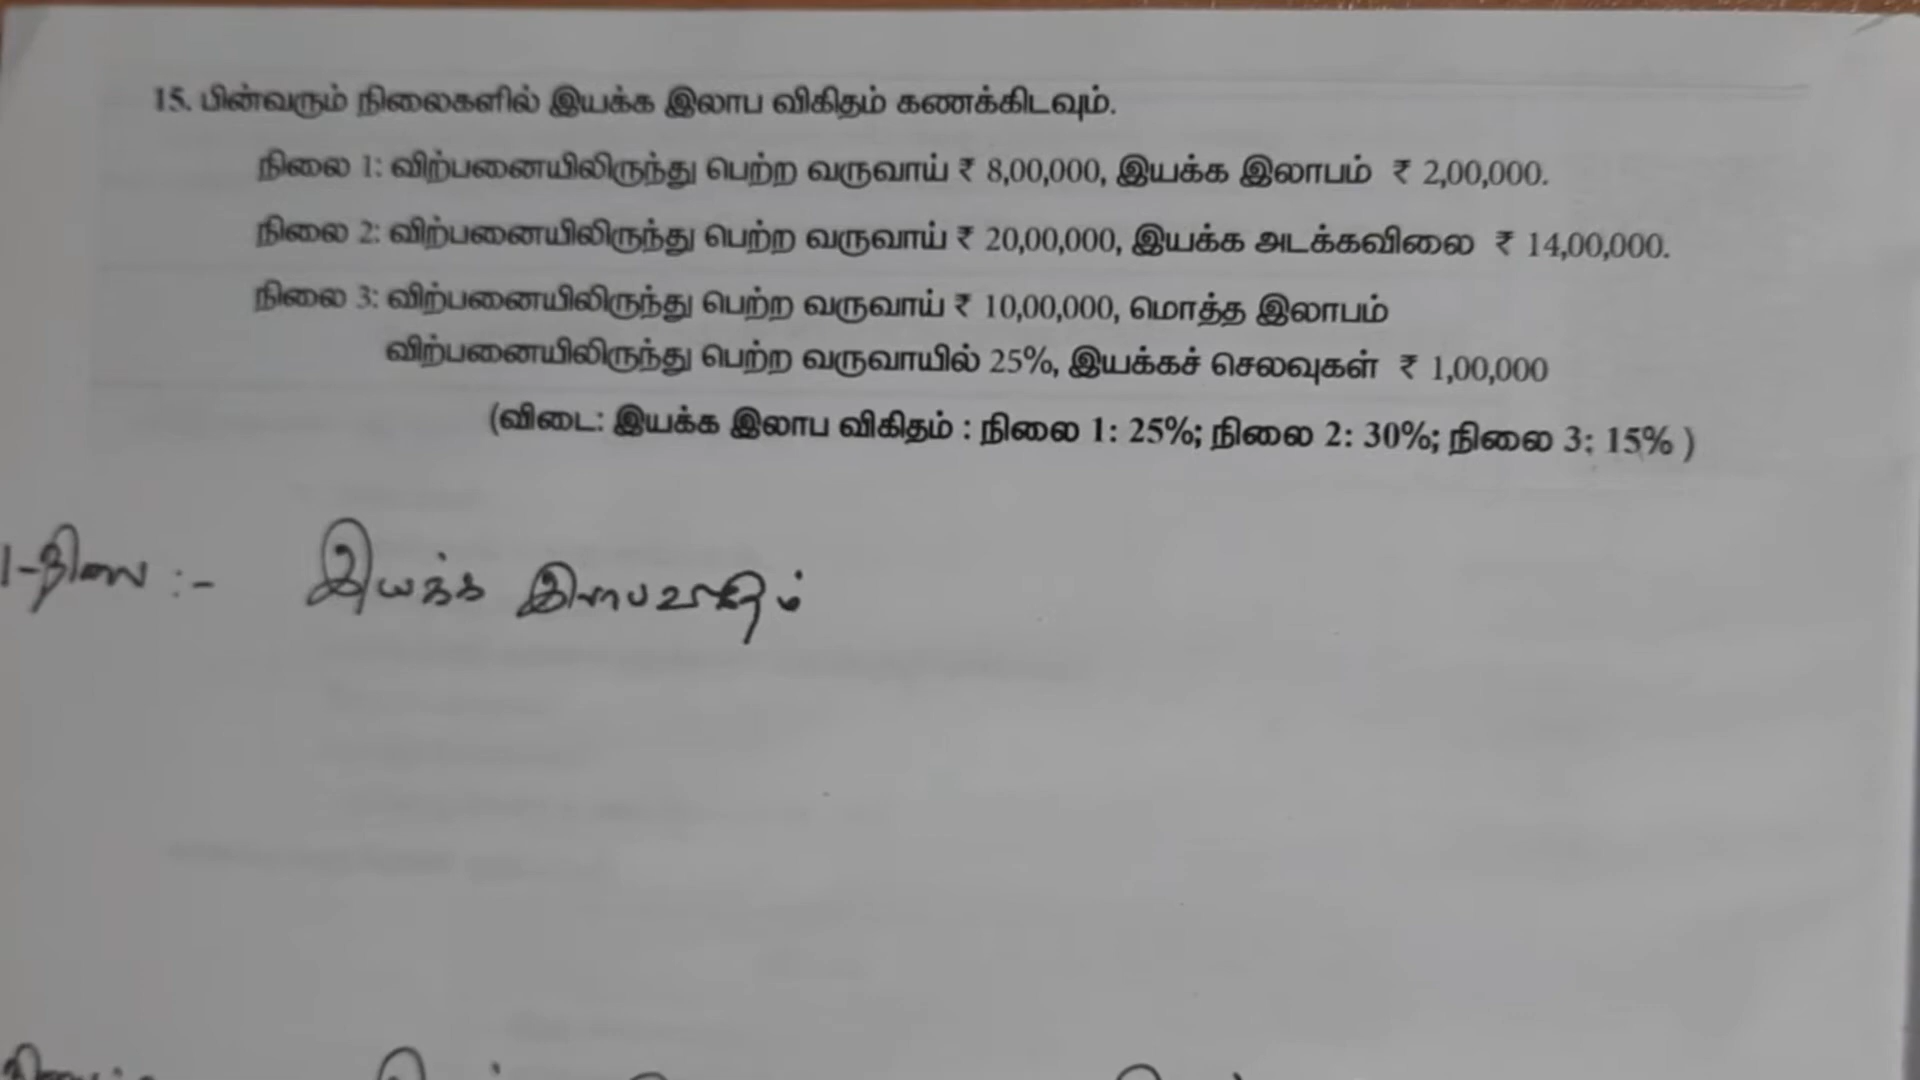 15. பின்வரும் நிலைகளில் இயக்க இலாப விகிதம் கணக்கிடவும்.
நிலை 1: விற்பனையிலிருந்து பெற்ற வருவாய் ₹ 8,00,000, இயக்க இலாபம் ₹ 2,00,000.
நிலை 2: விற்பனையிலிருந்து பெற்ற வருவாய் ₹ 20,00,000, இயக்க அடக்கவிலை ₹ 14,00,000.
நிலை 3: விற்பனையிலிருந்து பெற்ற வருவாய் ₹ 10,00,000, மொத்த இலாபம்
விற்பனையிலிருந்து பெற்ற வருவாயில் 25%, இயக்கச் செலவுகள் ₹ 1,00,000
(விடை: இயக்க இலாப விகிதம் : நிலை 1: 25%; நிலை 2: 30%; நிலை 3: 15% )
1-நிலை :- இயக்க இலாபவிகிதம்